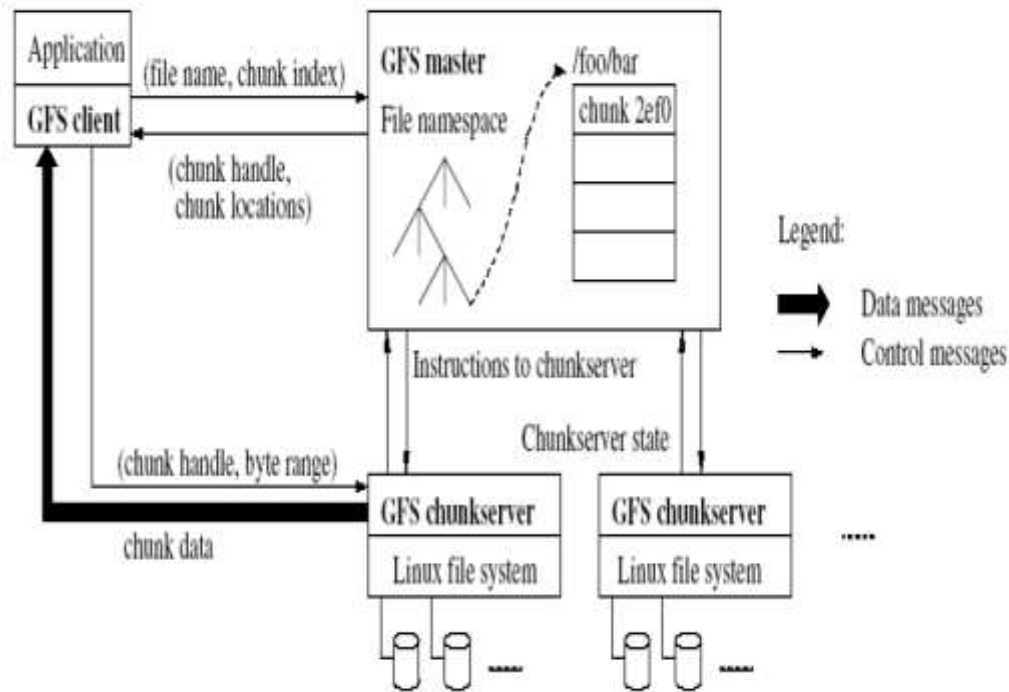 Application
GFS client
(file name, chunk index)
(chunk handle,
chunk locations)
GFS master
File namespace
/foo/bar
chunk 2ef0
Legend:
Data messages
Control messages
Instructions to chunkserver
Chunkserver state
(chunk handle, byte range)
chunk data
GFS chunkserver
Linux file system
GFS chunkserver
Linux file system